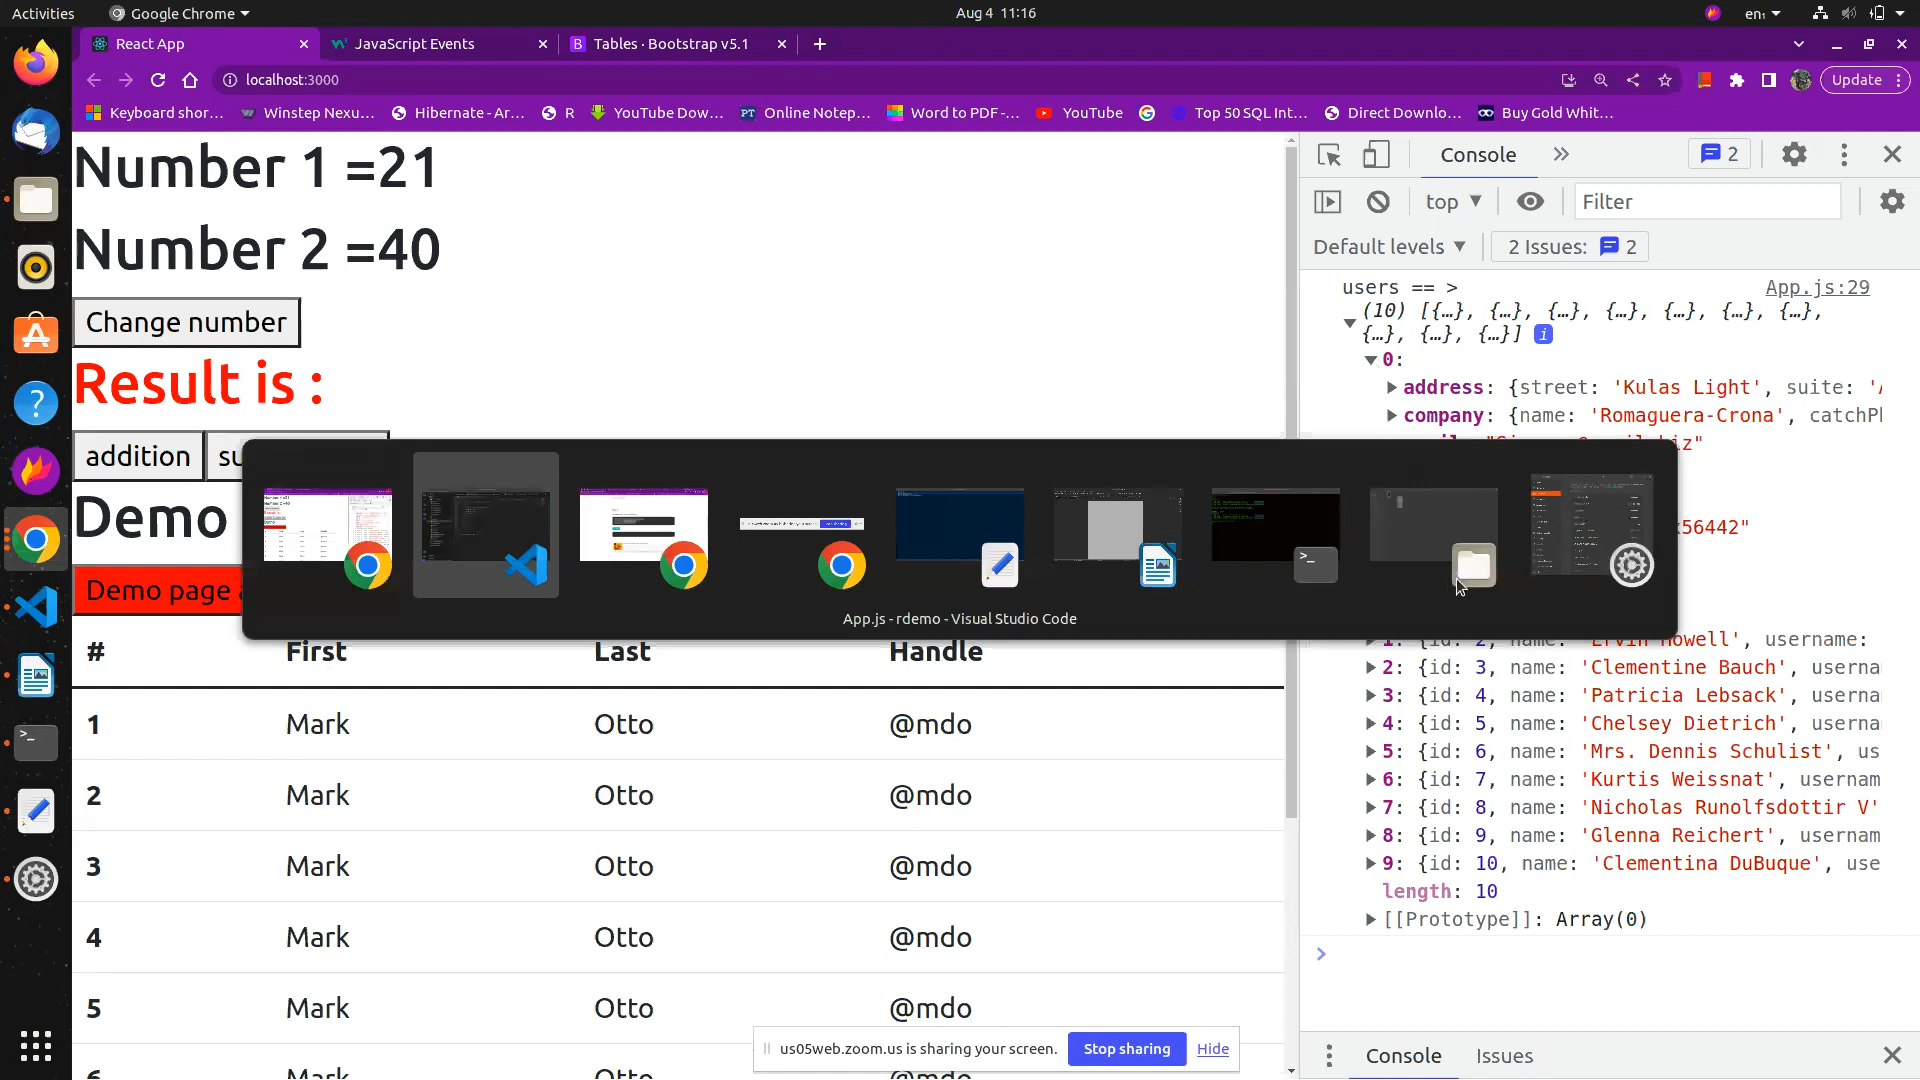 Activities
Google Chrome
Aug 4 11:16
en₁
React App
JavaScript Events
Tables · Bootstrap v5.1
localhost:3000
Update
Keyboard shor…
Winstep Nexu…
Hibernate - Ar…
R
YouTube Dow…
Online Notep…
Word to PDF -…
YouTube
Top 50 SQL Int…
Direct Downlo…
Buy Gold Whit…
Number 1 =21
Number 2 =40
Change number
Result is :
addition
su
Demo
Demo page
App.js - rdemo - Visual Studio Code
# First Last Handle
1 Mark Otto @mdo
2 Mark Otto @mdo
3 Mark Otto @mdo
4 Mark Otto @mdo
5 Mark Otto @mdo
us05web.zoom.us is sharing your screen.
Stop sharing
Hide
Console
2
top
Filter
Default levels
2 Issues: 2
users == > App.js:29
(10) [{…}, {…}, {…}, {…}, {…}, {…}, {…},
{…}, {…}, {…}]
0:
address: {street: 'Kulas Light', suite: '
company: {name: 'Romaguera-Crona', catchP
x56442"
name: 'Ervin Howell', username:
2: {id: 3, name: 'Clementine Bauch', userna
3: {id: 4, name: 'Patricia Lebsack', userna
4: {id: 5, name: 'Chelsey Dietrich', userna
5: {id: 6, name: 'Mrs. Dennis Schulist', us
6: {id: 7, name: 'Kurtis Weissnat', usernam
7: {id: 8, name: 'Nicholas Runolfsdottir V'
8: {id: 9, name: 'Glenna Reichert', usernam
9: {id: 10, name: 'Clementina DuBuque', use
length: 10
[[Prototype]]: Array(0)
Console
Issues